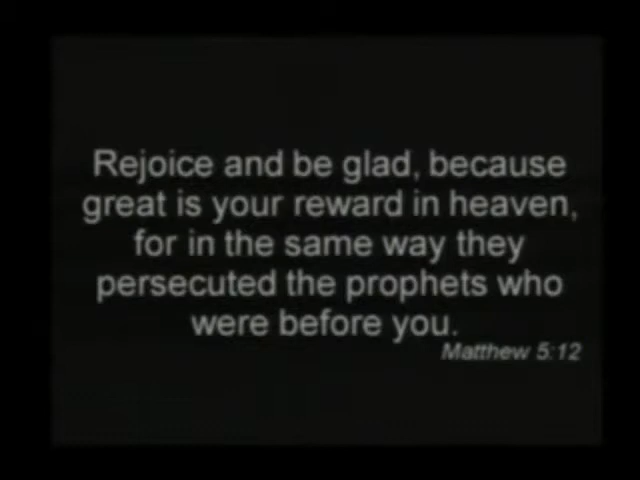 Rejoice and be glad, because
great is your reward in heaven,
for in the same way they
persecuted the prophets who
were before you.
Matthew 5:12